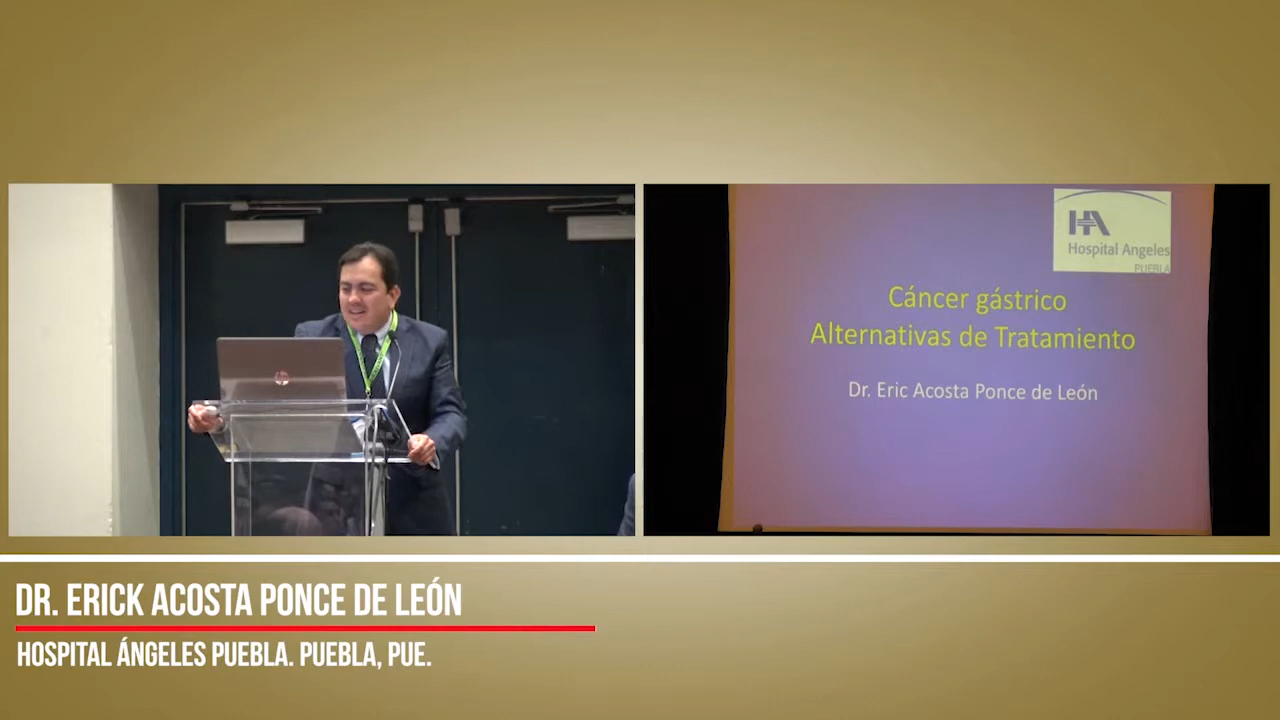 HA
Hospital Angeles
PUEBLA
Cáncer gástrico
Alternativas de Tratamiento
Dr. Eric Acosta Ponce de León
DR. ERICK ACOSTA PONCE DE LEÓN
HOSPITAL ÁNGELES PUEBLA. PUEBLA, PUE.